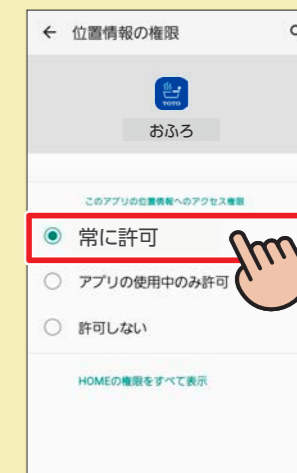 ← 位置情報の権限
TOTO
おふろ
このアプリの位置情報へのアクセス権限
常に許可
アプリの使用中のみ許可
許可しない
HOMEの権限をすべて表示